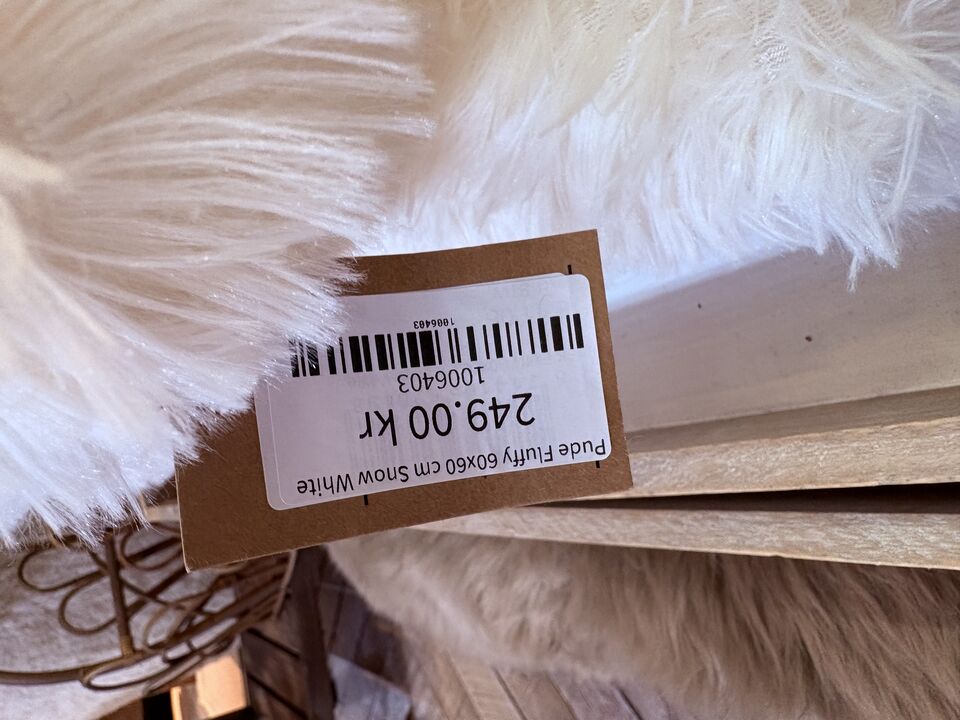 Pude Fluffy 60x60 cm Snow White
249.00 kr
1006403
1006403